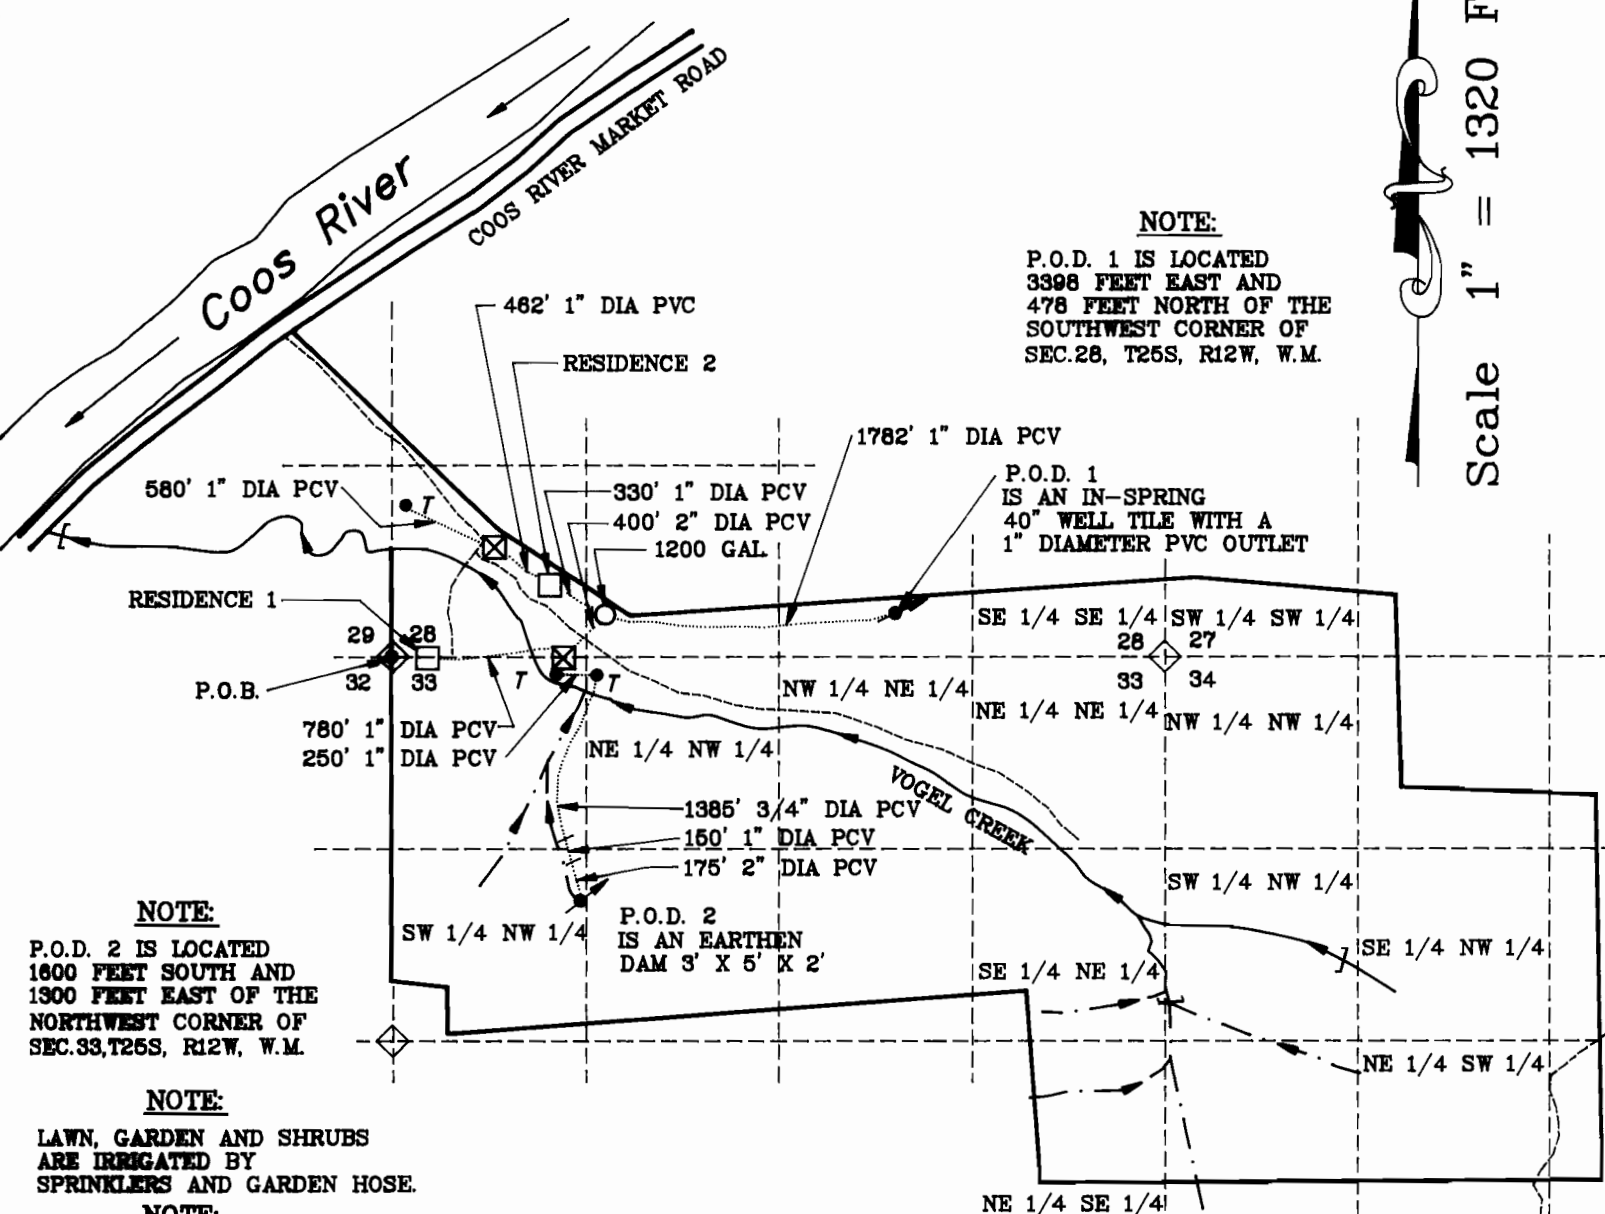 Scale 1" = 1320 F
Coos River
COOS RIVER MARKET ROAD
NOTE:
P.O.D. 1 IS LOCATED
3398 FEET EAST AND
478 FEET NORTH OF THE
SOUTHWEST CORNER OF
SEC.28, T25S, R12W, W.M.
462' 1" DIA PVC
RESIDENCE 2
1782' 1" DIA PCV
P.O.D. 1
IS AN IN-SPRING
40" WELL TILE WITH A
1" DIAMETER PVC OUTLET
580' 1" DIA PCV
T
330' 1" DIA PCV
400' 2" DIA PCV
1200 GAL
RESIDENCE 1
SE 1/4 SE 1/4
SW 1/4 SW 1/4
29 28
32 33
28 27
33 34
P.O.B.
T
T
NW 1/4 NE 1/4
NE 1/4 NE 1/4
NW 1/4 NW 1/4
780' 1" DIA PCV
250' 1" DIA PCV
NE 1/4 NW 1/4
VOGEL CREEK
1385' 3/4" DIA PCV
150' 1" DIA PCV
175' 2" DIA PCV
SW 1/4 NW 1/4
SW 1/4 NW 1/4
P.O.D. 2
IS AN EARTHEN
DAM 3' X 5' X 2'
SE 1/4 NW 1/4
SE 1/4 NE 1/4
NE 1/4 SW 1/4
NE 1/4 SE 1/4
NOTE:
P.O.D. 2 IS LOCATED
1600 FEET SOUTH AND
1300 FEET EAST OF THE
NORTHWEST CORNER OF
SEC.33,T25S, R12W, W.M.
NOTE:
LAWN, GARDEN AND SHRUBS
ARE IRRIGATED BY
SPRINKLERS AND GARDEN HOSE.
NOTE: